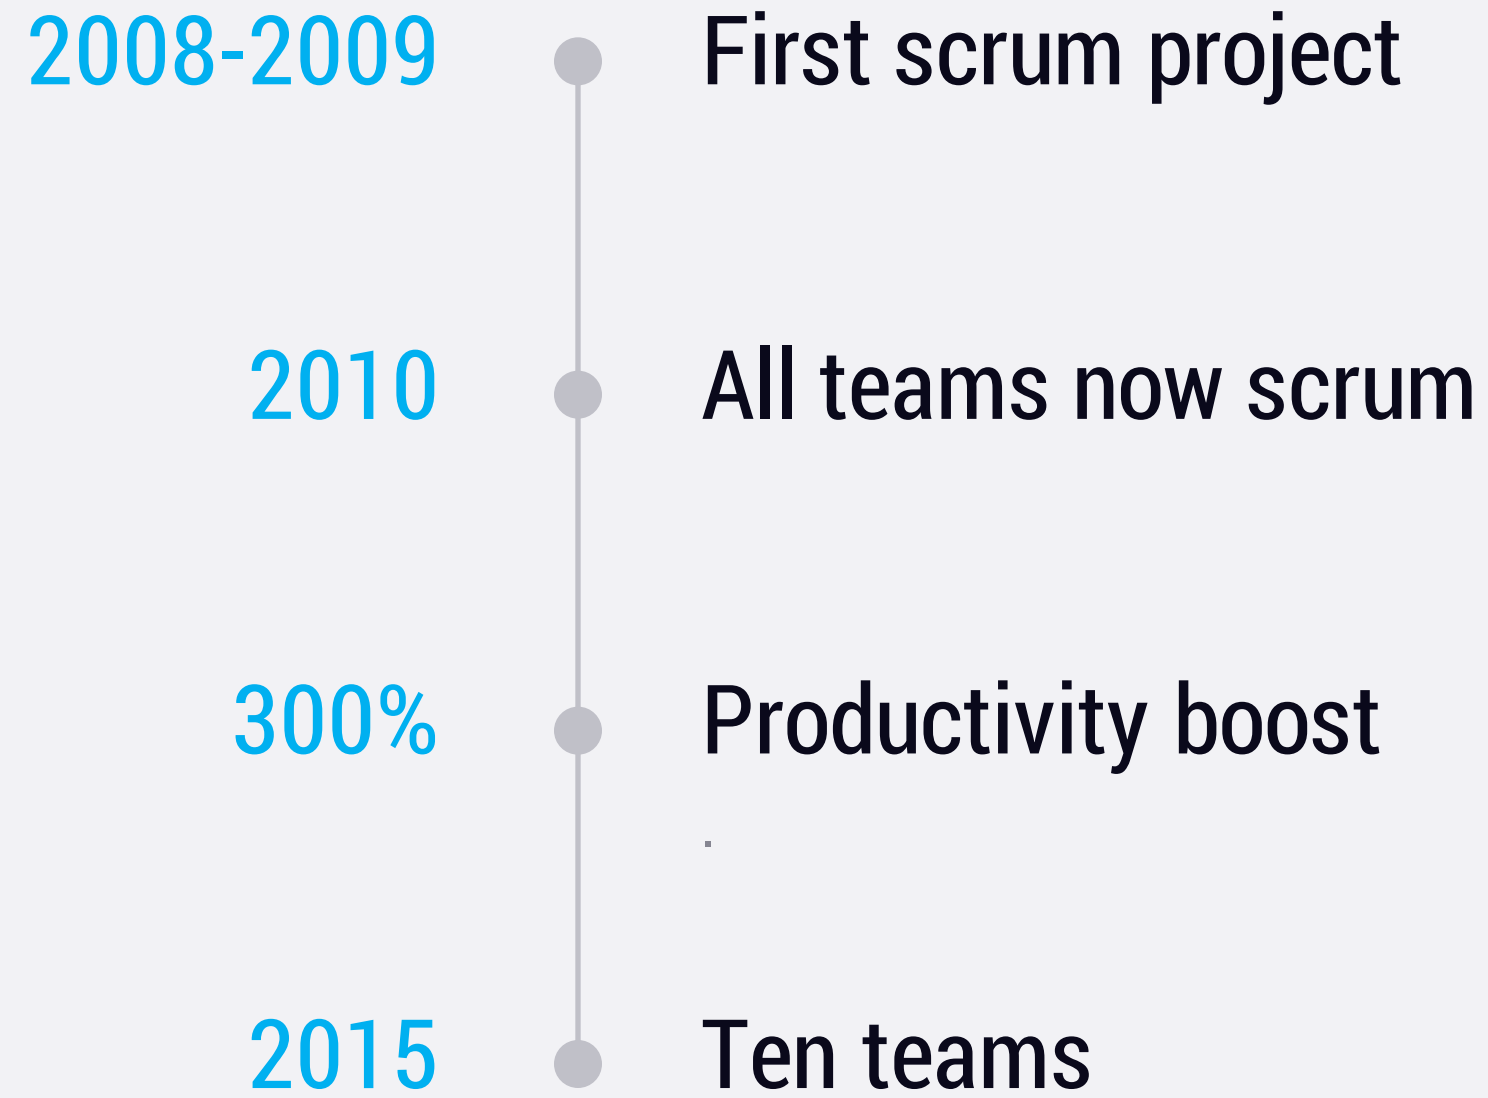 2008-2009 First scrum project
2010 All teams now scrum
300% Productivity boost
.
2015 Ten teams